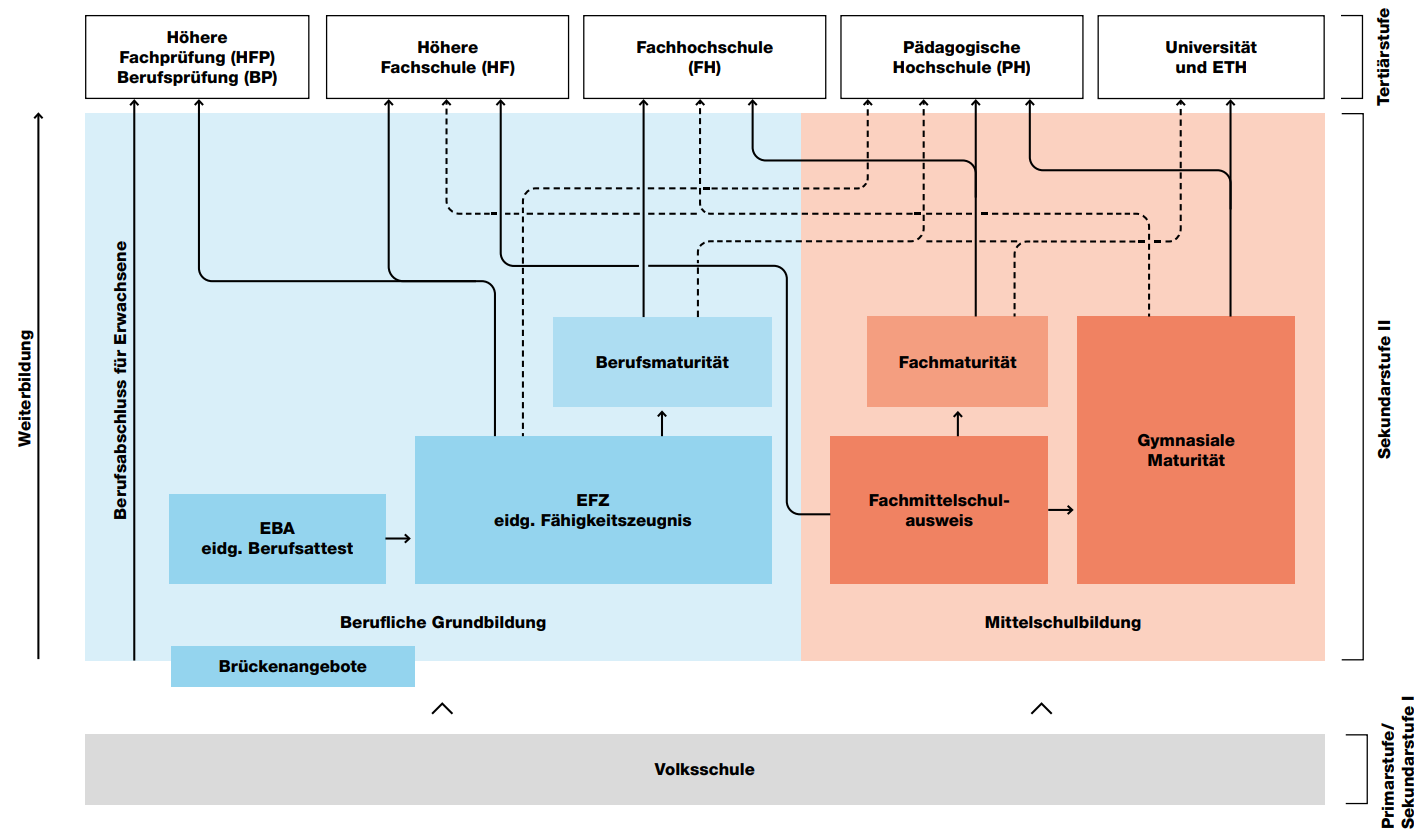 Höhere
Fachprüfung (HFP)
Berufsprüfung (BP)
Höhere
Fachschule (HF)
Fachhochschule
(FH)
Pädagogische
Hochschule (PH)
Universität
und ETH
Tertiärstufe
Weiterbildung
Berufsabschluss für Erwachsene
Sekundarstufe II
Berufsmaturität
Fachmaturität
Gymnasiale
Maturität
EBA
eidg. Berufsattest
EFZ
eidg. Fähigkeitszeugnis
Fachmittelschul-
ausweis
Berufliche Grundbildung
Mittelschulbildung
Brückenangebote
Volksschule
Primarstufe/
Sekundarstufe I